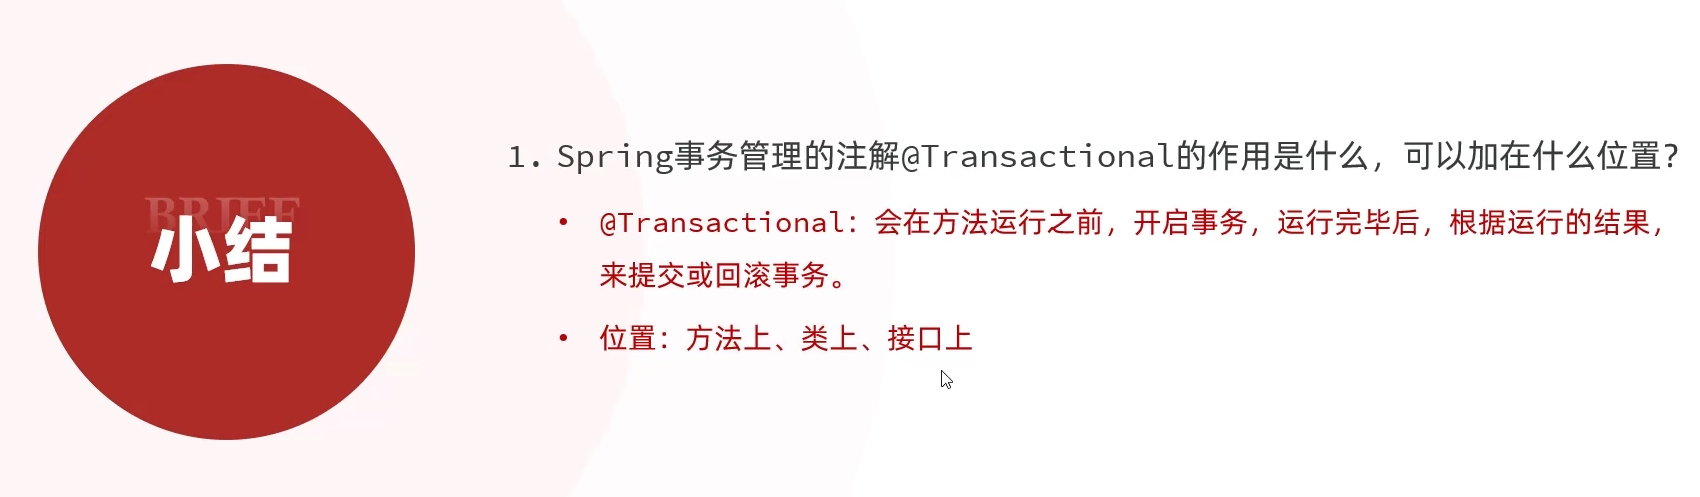 BRIEF
小结
1. Spring事务管理的注解@Transactional的作用是什么，可以加在什么位置？
• @Transactional：会在方法运行之前，开启事务，运行完毕后，根据运行的结果，
来提交或回滚事务。
• 位置：方法上、类上、接口上